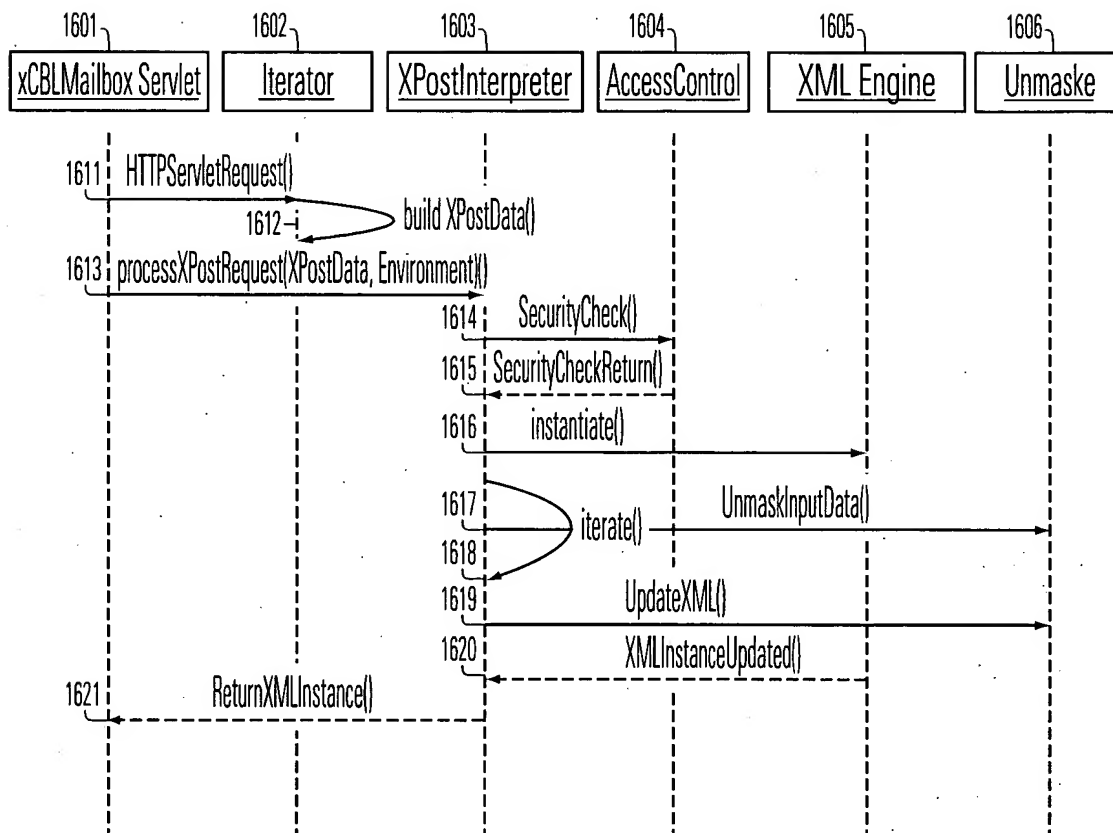 1601 1602 1603 1604 1605 1606
xCBLMailbox Servlet Iterator XPostInterpreter AccessControl XML Engine Unmaske
1611 HTTPServletRequest()
1612 build XPostData()
1613 processXPostRequest(XPostData, Environment)()
1614 SecurityCheck()
1615 SecurityCheckReturn()
1616 instantiate()
1617 iterate() UnmaskInputData()
1618
1619 UpdateXML()
1620 XMLInstanceUpdated()
1621 ReturnXMLInstance()